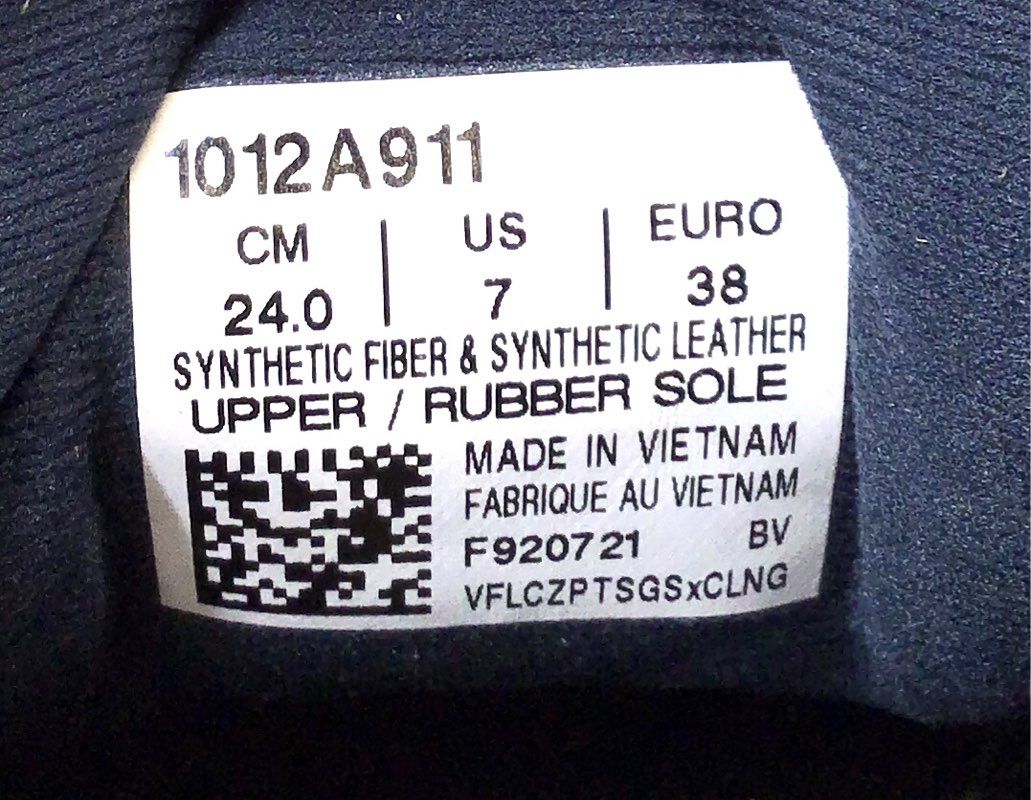 1012A911
CM | US | EURO
24.0 | 7 | 38
SYNTHETIC FIBER & SYNTHETIC LEATHER
UPPER / RUBBER SOLE
MADE IN VIETNAM
FABRIQUE AU VIETNAM
F920721 BV
VFLCZPTSGSxCLNG